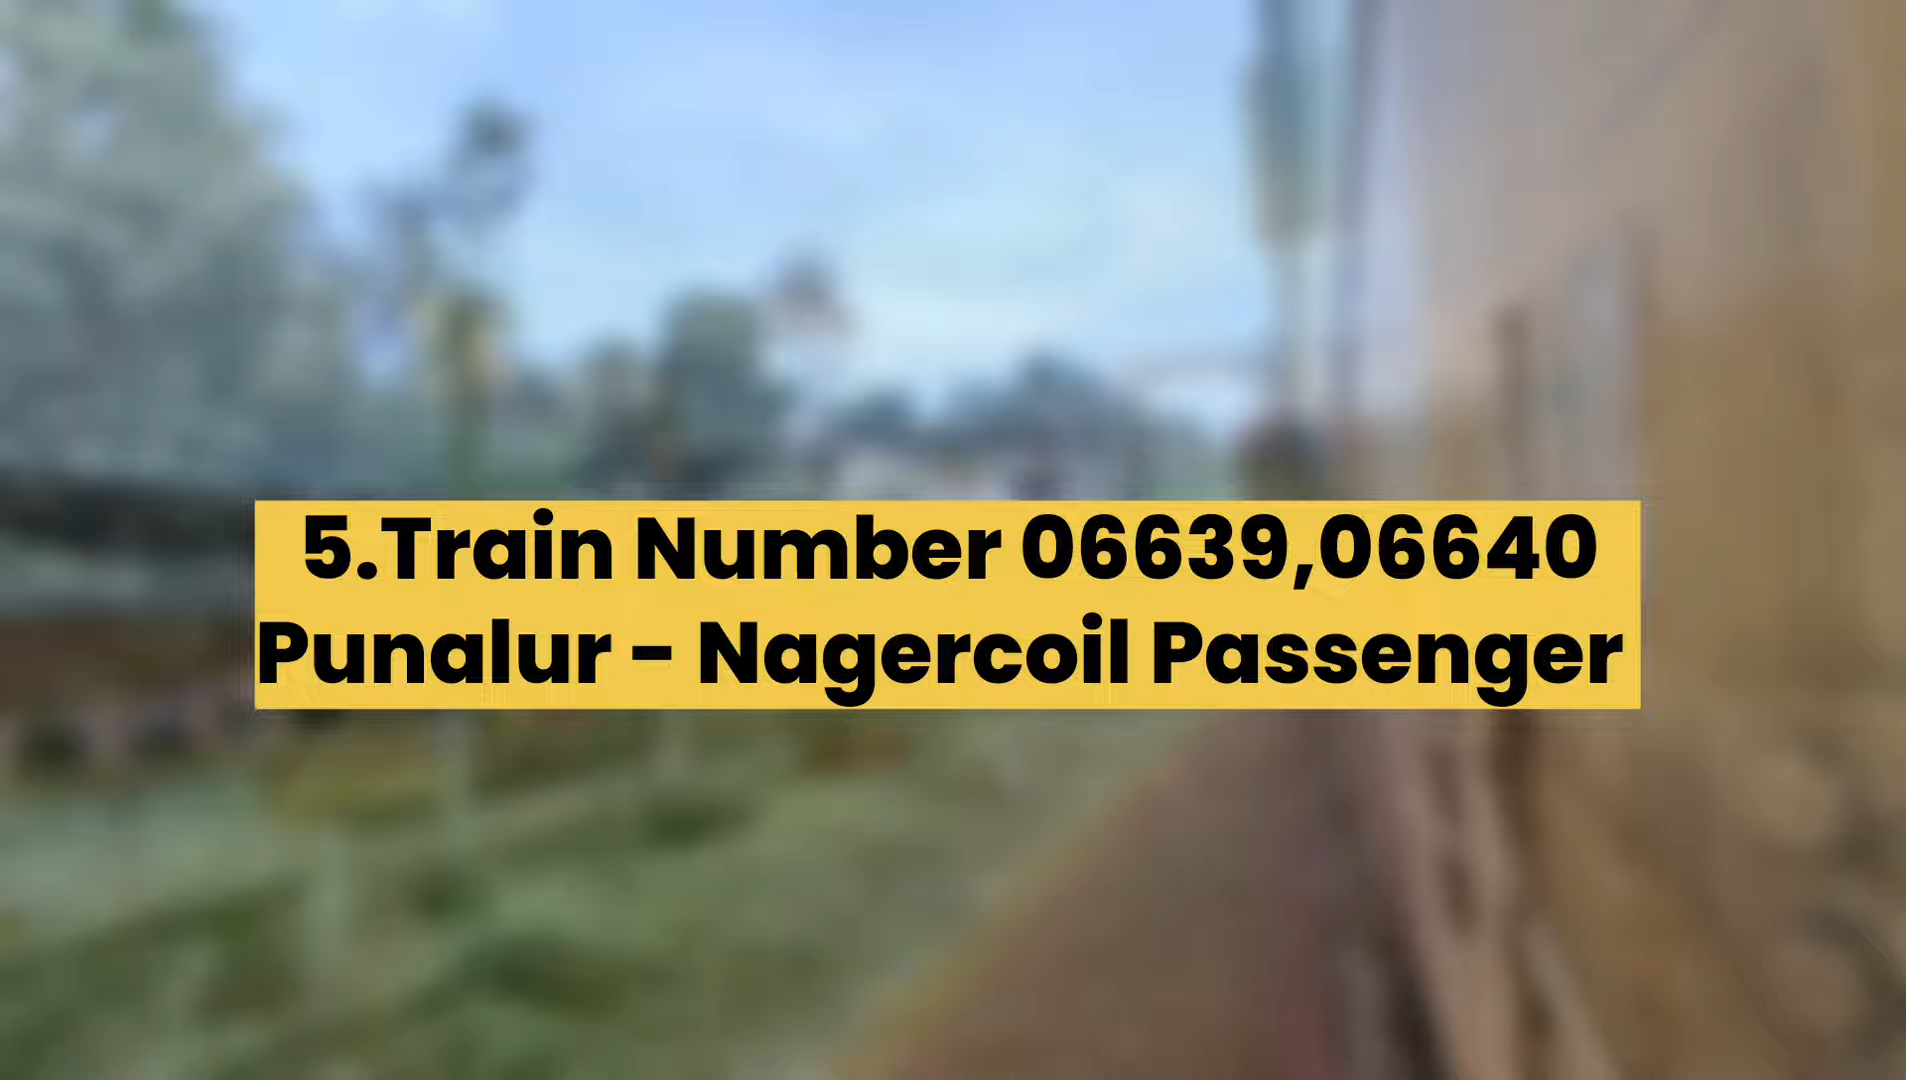 5.Train Number 06639,06640
Punalur - Nagercoil Passenger